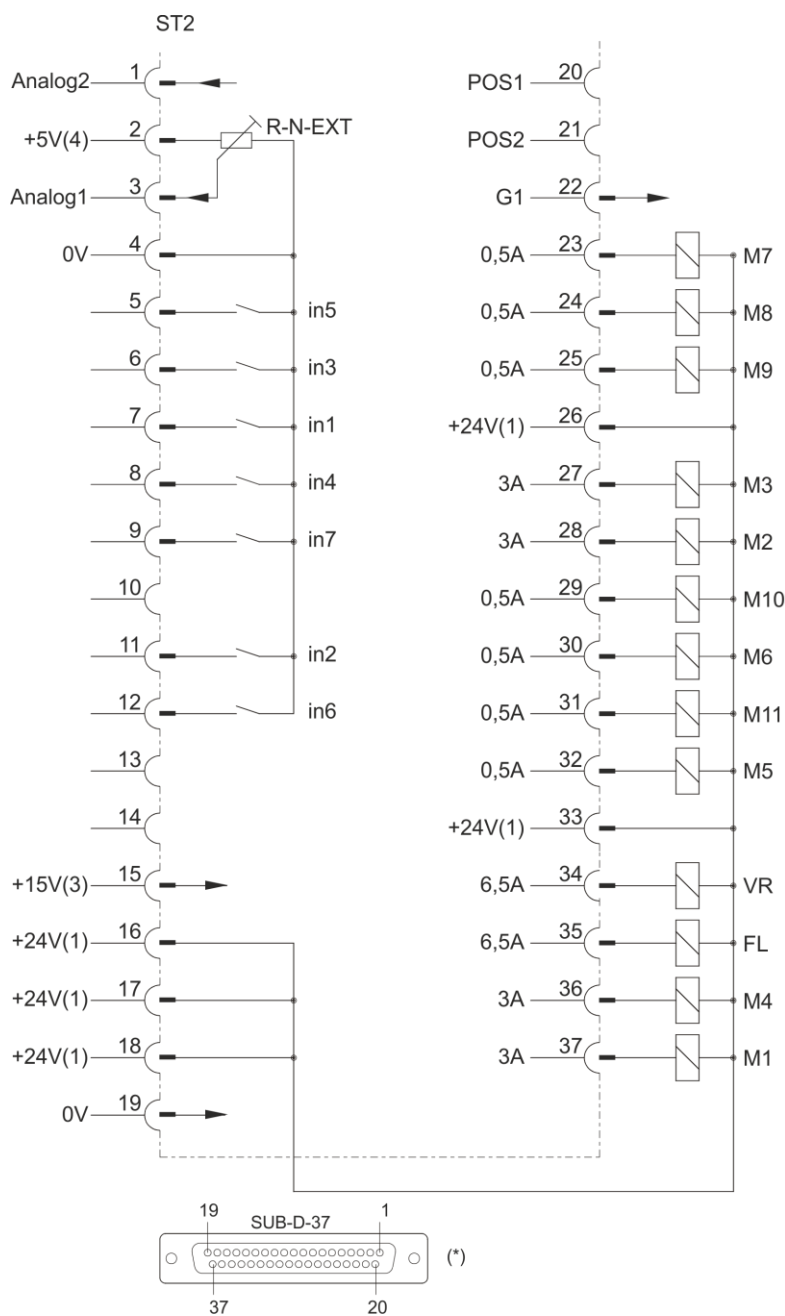 ST2
Analog2 1
+5V(4) 2 R-N-EXT
Analog1 3
0V 4
5 in5
6 in3
7 in1
8 in4
9 in7
10
11 in2
12 in6
13
14
+15V(3) 15
+24V(1) 16
+24V(1) 17
+24V(1) 18
0V 19
POS1 20
POS2 21
G1 22
0,5A 23 M7
0,5A 24 M8
0,5A 25 M9
+24V(1) 26
3A 27 M3
3A 28 M2
0,5A 29 M10
0,5A 30 M6
0,5A 31 M11
0,5A 32 M5
+24V(1) 33
6,5A 34 VR
6,5A 35 FL
3A 36 M4
3A 37 M1
19 SUB-D-37 1
(*)
37 20